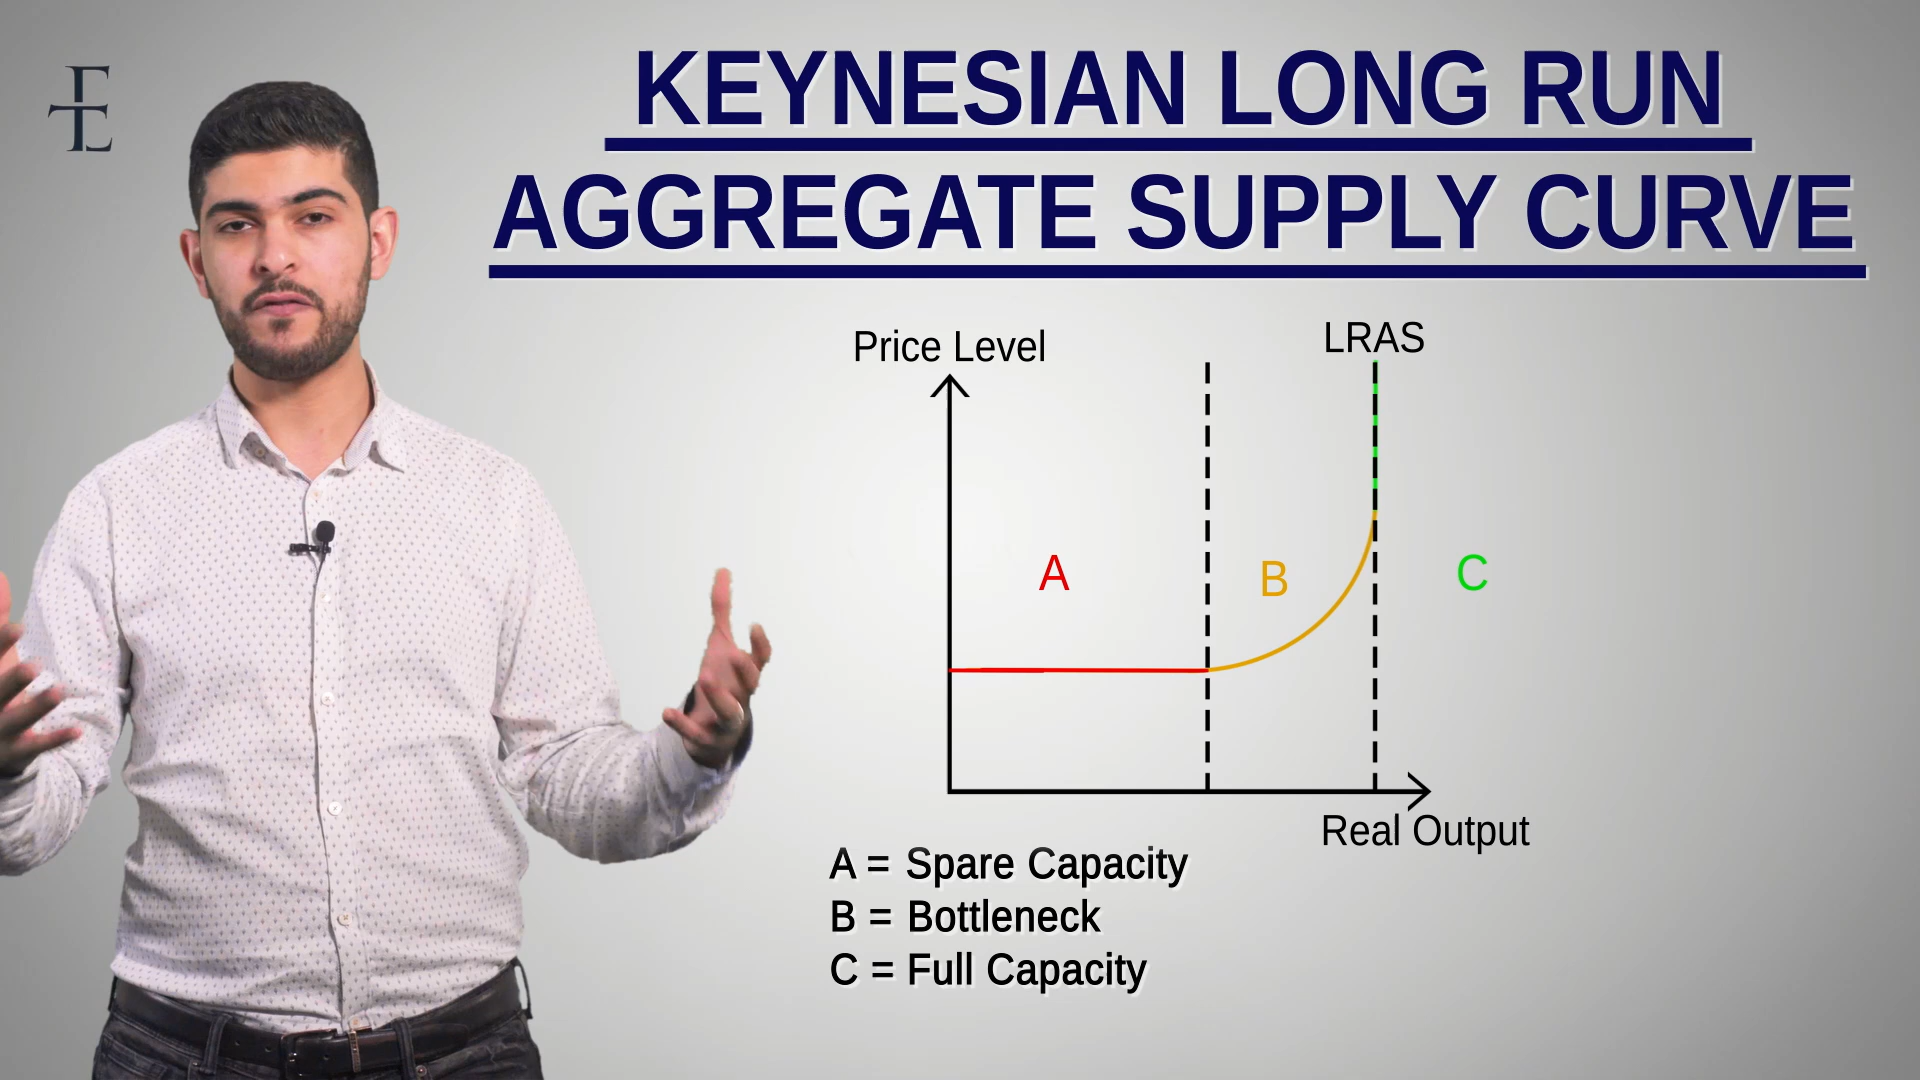 KEYNESIAN LONG RUN
AGGREGATE SUPPLY CURVE
Price Level
LRAS
A
B
C
Real Output
A = Spare Capacity
B = Bottleneck
C = Full Capacity